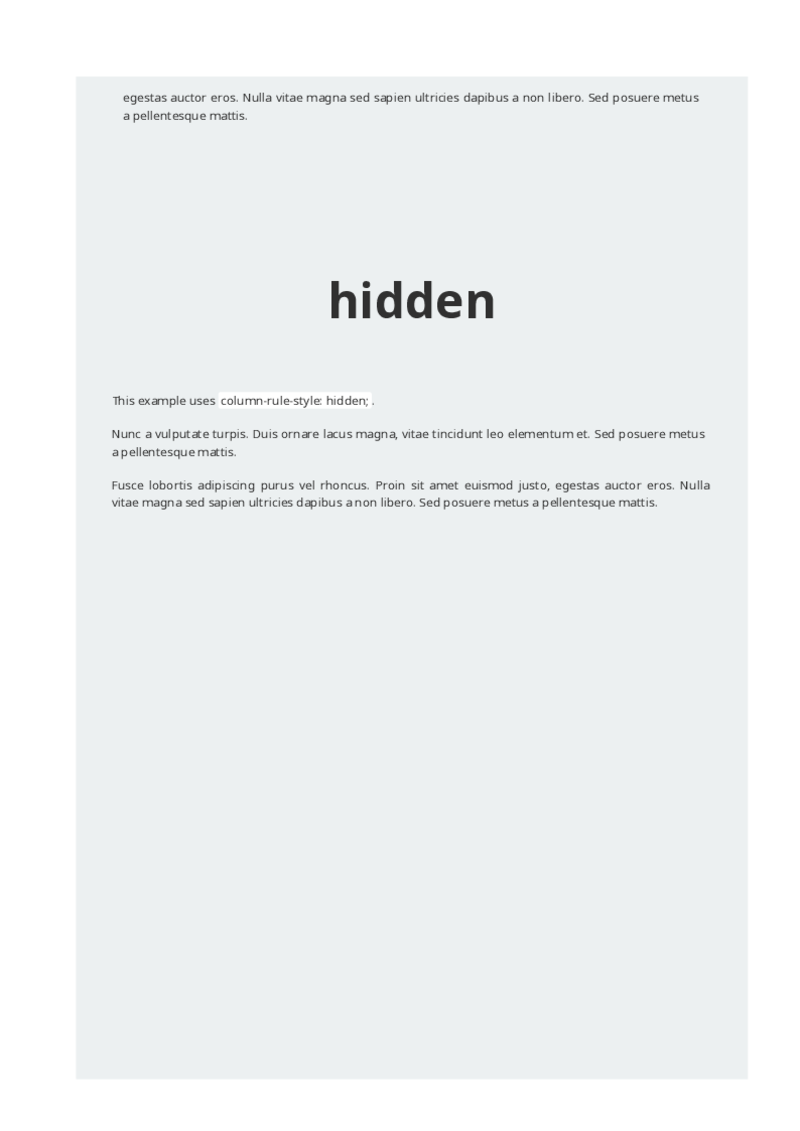 egestas auctor eros. Nulla vitae magna sed sapien ultricies dapibus a non libero. Sed posuere metus
a pellentesque mattis.
hidden
This example uses column-rule-style: hidden; .
Nunc a vulputate turpis. Duis ornare lacus magna, vitae tincidunt leo elementum et. Sed posuere metus
a pellentesque mattis.
Fusce lobortis adipiscing purus vel rhoncus. Proin sit amet euismod justo, egestas auctor eros. Nulla
vitae magna sed sapien ultricies dapibus a non libero. Sed posuere metus a pellentesque mattis.